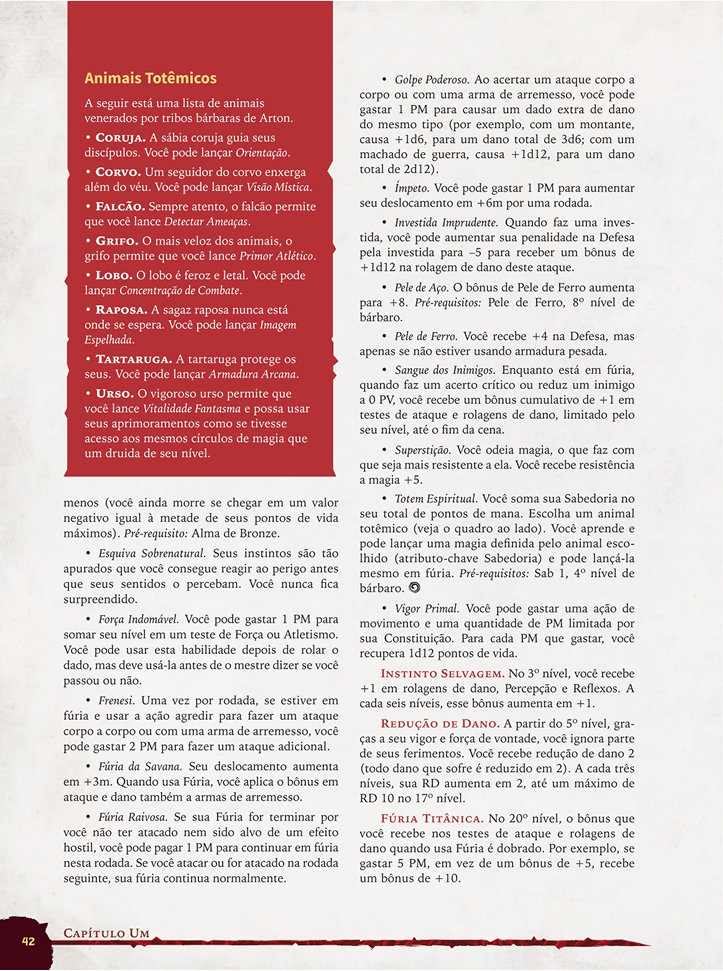 Animais Totêmicos
A seguir está uma lista de animais
venerados por tribos bárbaras de Arton.
• Coruja. A sábia coruja guia seus
discípulos. Você pode lançar Orientação.
• Corvo. Um seguidor do corvo enxerga
além do véu. Você pode lançar Visão Mística.
• Falcão. Sempre atento, o falcão permite
que você lance Detectar Ameaças.
• Grifo. O mais veloz dos animais, o
grifo permite que você lance Primor Atlético.
• Lobo. O lobo é feroz e letal. Você pode
lançar Concentração de Combate.
• Raposa. A sagaz raposa nunca está
onde se espera. Você pode lançar Imagem
Espelhada.
• Tartaruga. A tartaruga protege os
seus. Você pode lançar Armadura Arcana.
• Urso. O vigoroso urso permite que
você lance Vitalidade Fantasma e possa usar
seus aprimoramentos como se tivesse
acesso aos mesmos círculos de magia que
um druida de seu nível.
menos (você ainda morre se chegar em um valor
negativo igual à metade de seus pontos de vida
máximos). Pré-requisito: Alma de Bronze.
• Esquiva Sobrenatural. Seus instintos são tão
apurados que você consegue reagir ao perigo antes
que seus sentidos o percebam. Você nunca fica
surpreendido.
• Força Indomável. Você pode gastar 1 PM para
somar seu nível em um teste de Força ou Atletismo.
Você pode usar esta habilidade depois de rolar o
dado, mas deve usá-la antes de o mestre dizer se você
passou ou não.
• Frenesi. Uma vez por rodada, se estiver em
fúria e usar a ação agredir para fazer um ataque
corpo a corpo ou com uma arma de arremesso, você
pode gastar 2 PM para fazer um ataque adicional.
• Fúria da Savana. Seu deslocamento aumenta
em +3m. Quando usa Fúria, você aplica o bônus em
ataque e dano também a armas de arremesso.
• Fúria Raivosa. Se sua Fúria for terminar por
você não ter atacado nem sido alvo de um efeito
hostil, você pode pagar 1 PM para continuar em fúria
nesta rodada. Se você atacar ou for atacado na rodada
seguinte, sua fúria continua normalmente.
• Golpe Poderoso. Ao acertar um ataque corpo a
corpo ou com uma arma de arremesso, você pode
gastar 1 PM para causar um dado extra de dano
do mesmo tipo (por exemplo, com um montante,
causa +1d6, para um dano total de 3d6; com um
machado de guerra, causa +1d12, para um dano
total de 2d12).
• Ímpeto. Você pode gastar 1 PM para aumentar
seu deslocamento em +6m por uma rodada.
• Investida Imprudente. Quando faz uma inves-
tida, você pode aumentar sua penalidade na Defesa
pela investida para –5 para receber um bônus de
+1d12 na rolagem de dano deste ataque.
• Pele de Aço. O bônus de Pele de Ferro aumenta
para +8. Pré-requisitos: Pele de Ferro, 8º nível de
bárbaro.
• Pele de Ferro. Você recebe +4 na Defesa, mas
apenas se não estiver usando armadura pesada.
• Sangue dos Inimigos. Enquanto está em fúria,
quando faz um acerto crítico ou reduz um inimigo
a 0 PV, você recebe um bônus cumulativo de +1 em
testes de ataque e rolagens de dano, limitado pelo
seu nível, até o fim da cena.
• Superstição. Você odeia magia, o que faz com
que seja mais resistente a ela. Você recebe resistência
a magia +5.
• Totem Espiritual. Você soma sua Sabedoria no
seu total de pontos de mana. Escolha um animal
totêmico (veja o quadro ao lado). Você aprende e
pode lançar uma magia definida pelo animal esco-
lhido (atributo-chave Sabedoria) e pode lançá-la
mesmo em fúria. Pré-requisitos: Sab 1, 4º nível de
bárbaro.
• Vigor Primal. Você pode gastar uma ação de
movimento e uma quantidade de PM limitada por
sua Constituição. Para cada PM que gastar, você
recupera 1d12 pontos de vida.
Instinto Selvagem. No 3º nível, você recebe
+1 em rolagens de dano, Percepção e Reflexos. A
cada seis níveis, esse bônus aumenta em +1.
Redução de Dano. A partir do 5º nível, gra-
ças a seu vigor e força de vontade, você ignora parte
de seus ferimentos. Você recebe redução de dano 2
(todo dano que sofre é reduzido em 2). A cada três
níveis, sua RD aumenta em 2, até um máximo de
RD 10 no 17º nível.
Fúria Titânica. No 20º nível, o bônus que
você recebe nos testes de ataque e rolagens de
dano quando usa Fúria é dobrado. Por exemplo, se
gastar 5 PM, em vez de um bônus de +5, recebe
um bônus de +10.
42
Capítulo Um